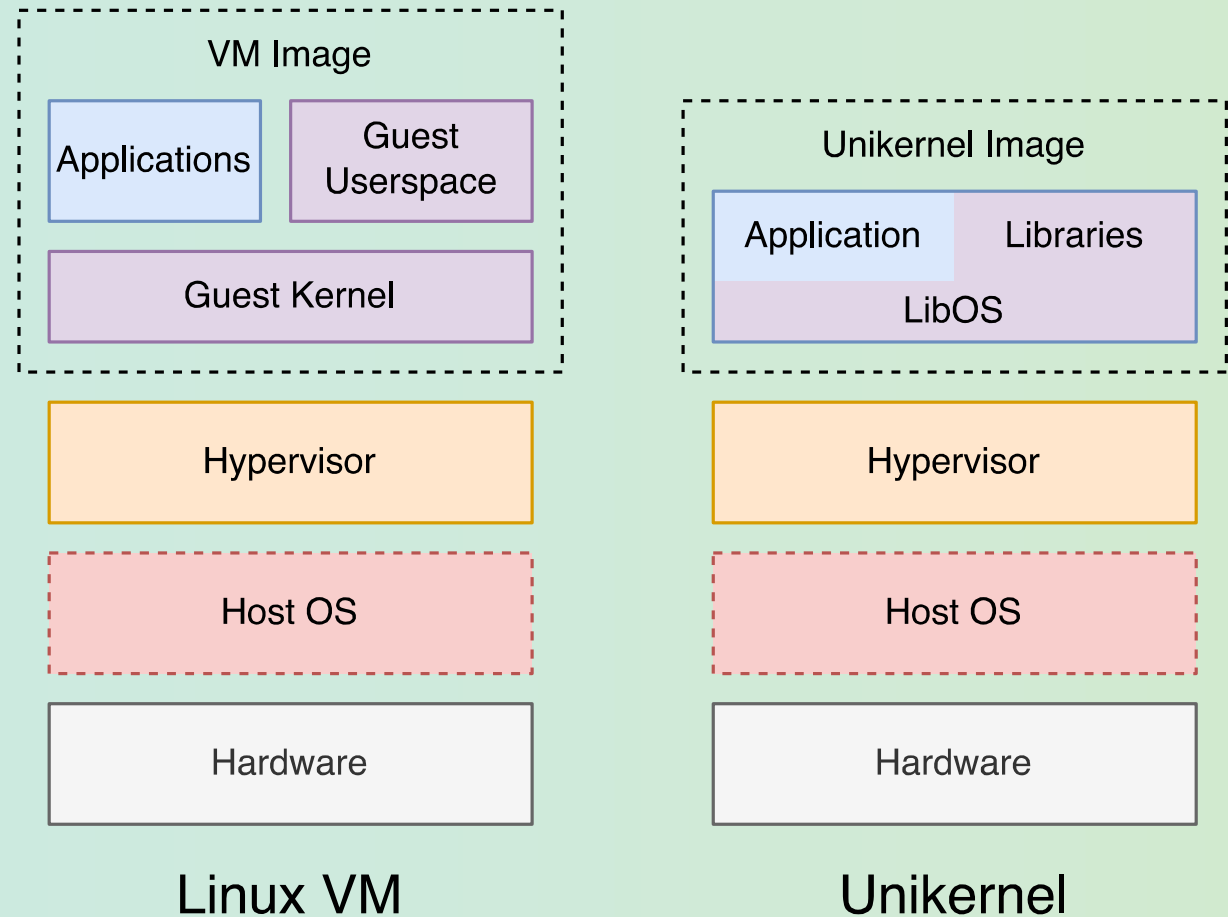 VM Image
Applications
Guest
Userspace
Guest Kernel
Hypervisor
Host OS
Hardware
Linux VM
Unikernel Image
Application
Libraries
LibOS
Hypervisor
Host OS
Hardware
Unikernel